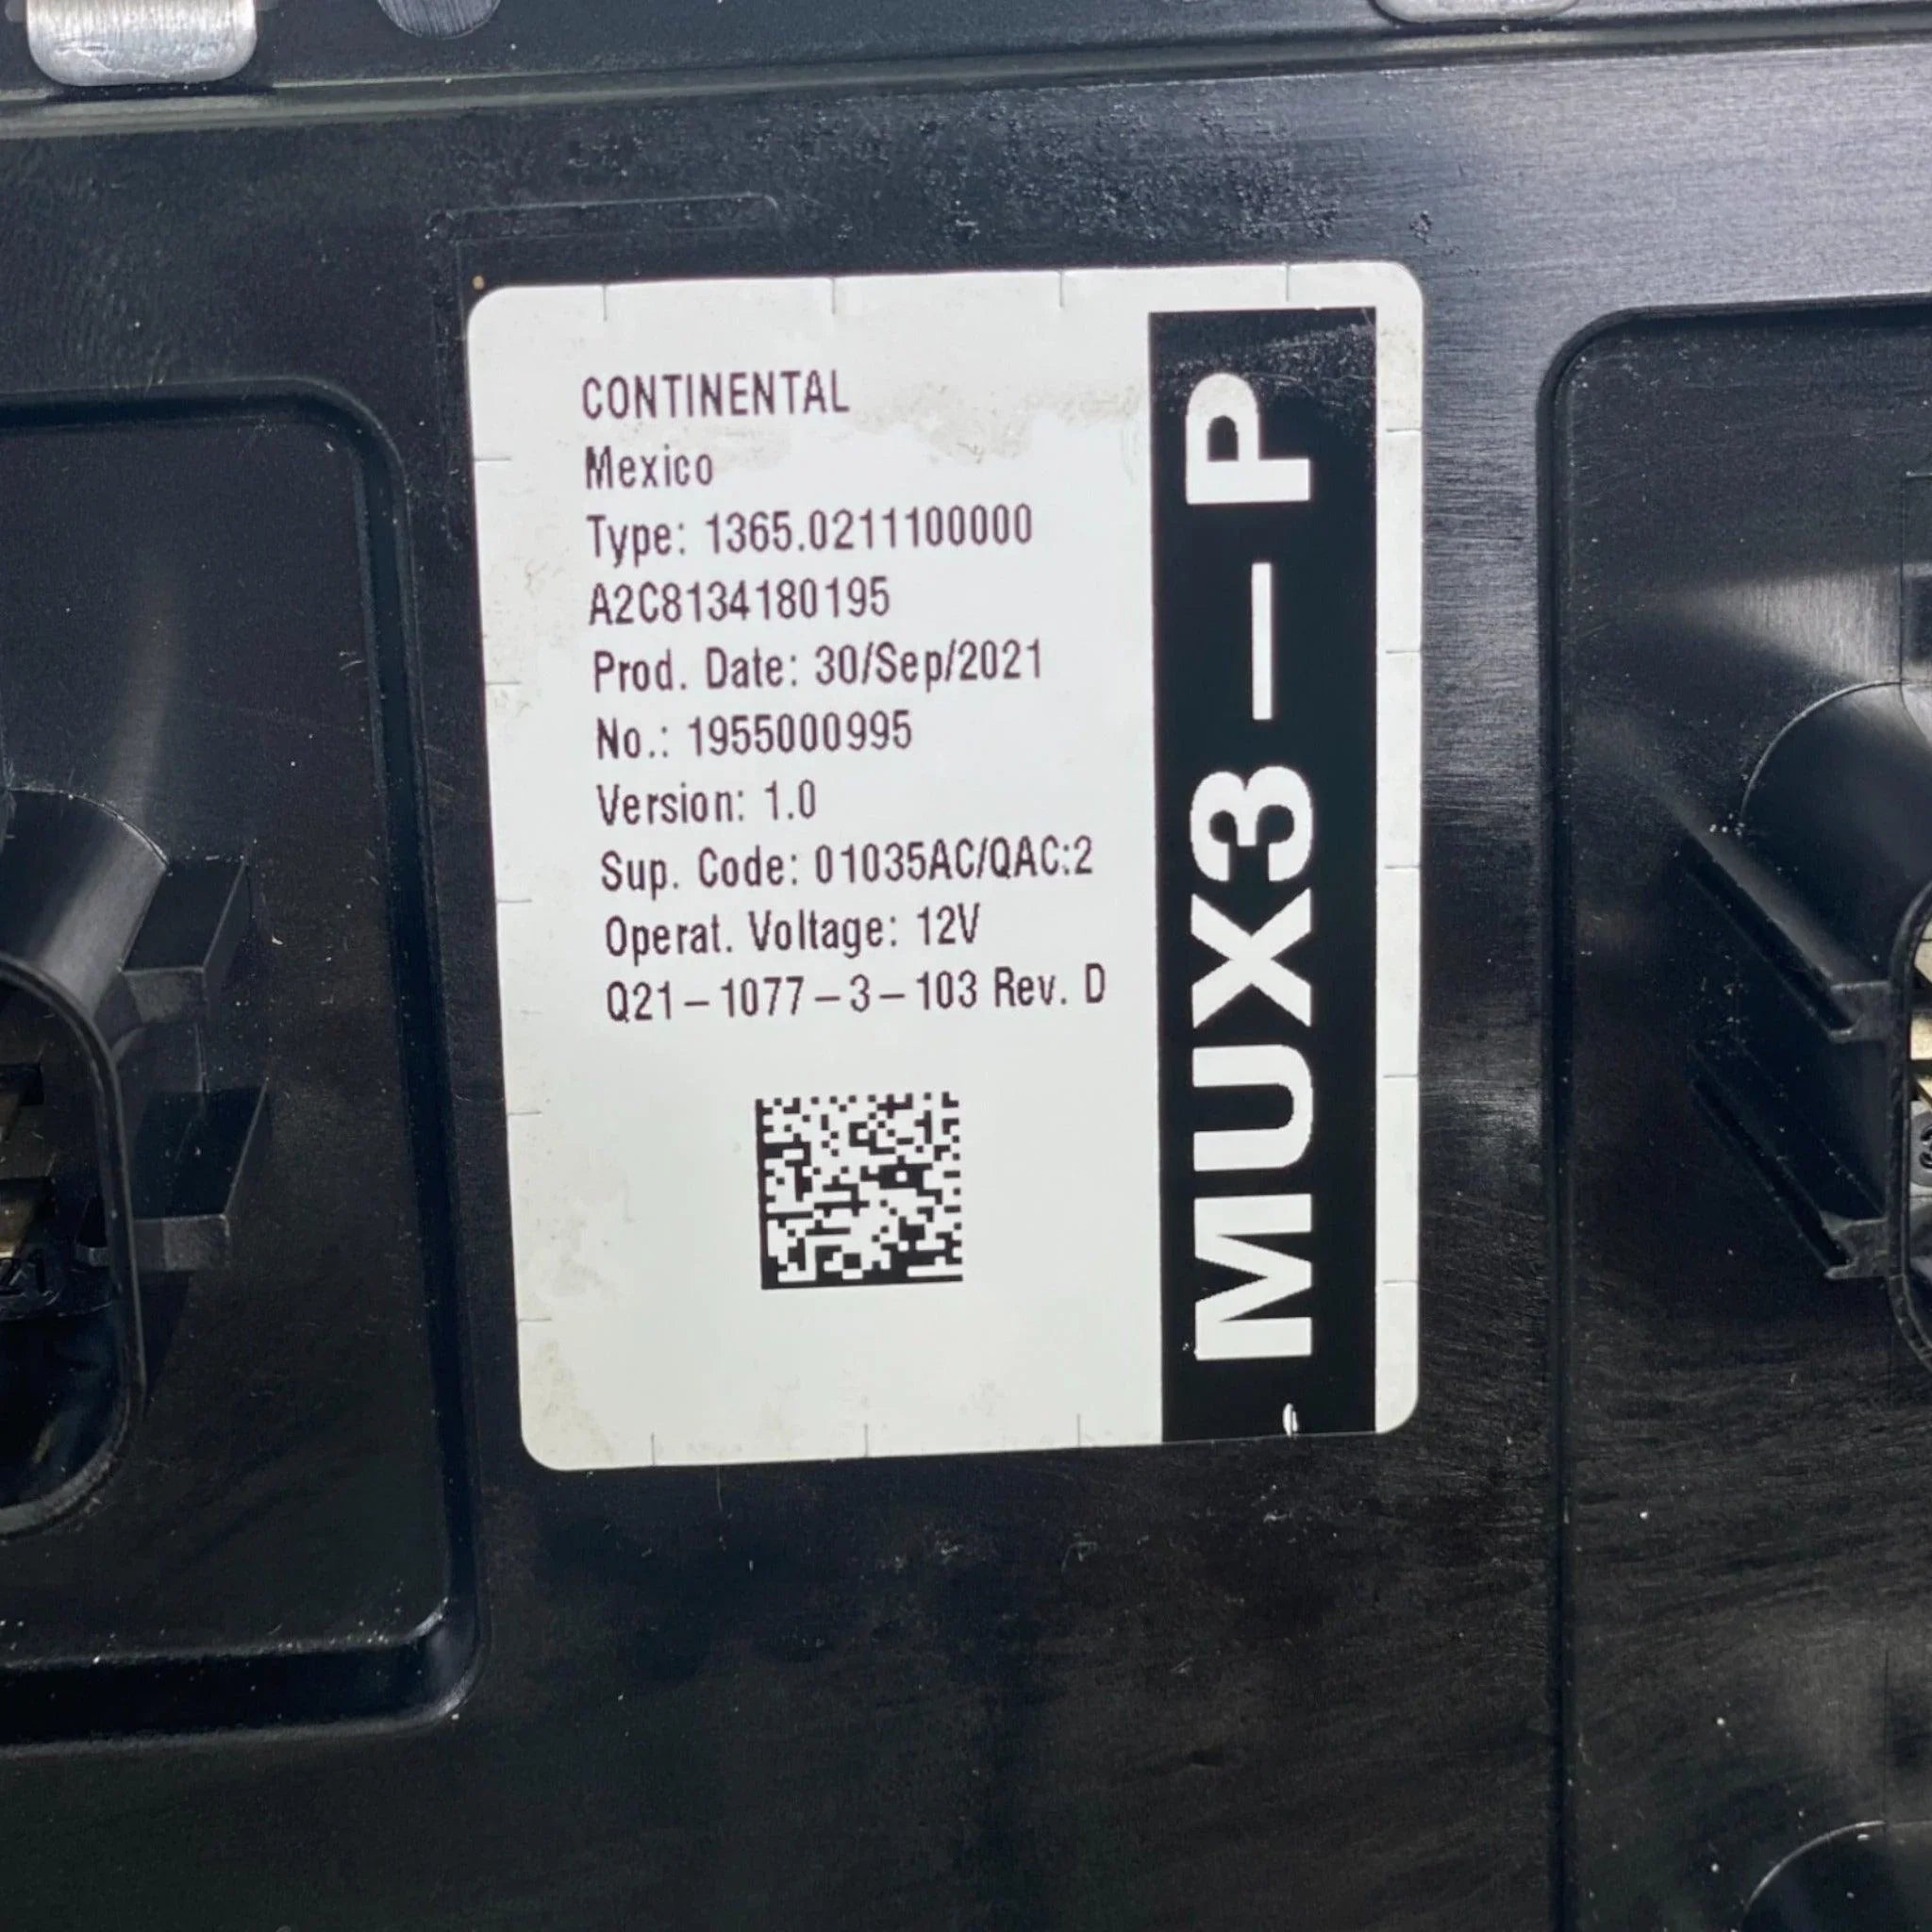 CONTINENTAL
Mexico
Type: 1365.0211100000
A2C8134180195
Prod. Date: 30/Sep/2021
No.: 1955000995
Version: 1.0
Sup. Code: 01035AC/QAC:2
Operat. Voltage: 12V
Q21-1077-3-103 Rev. D
MUX3-P